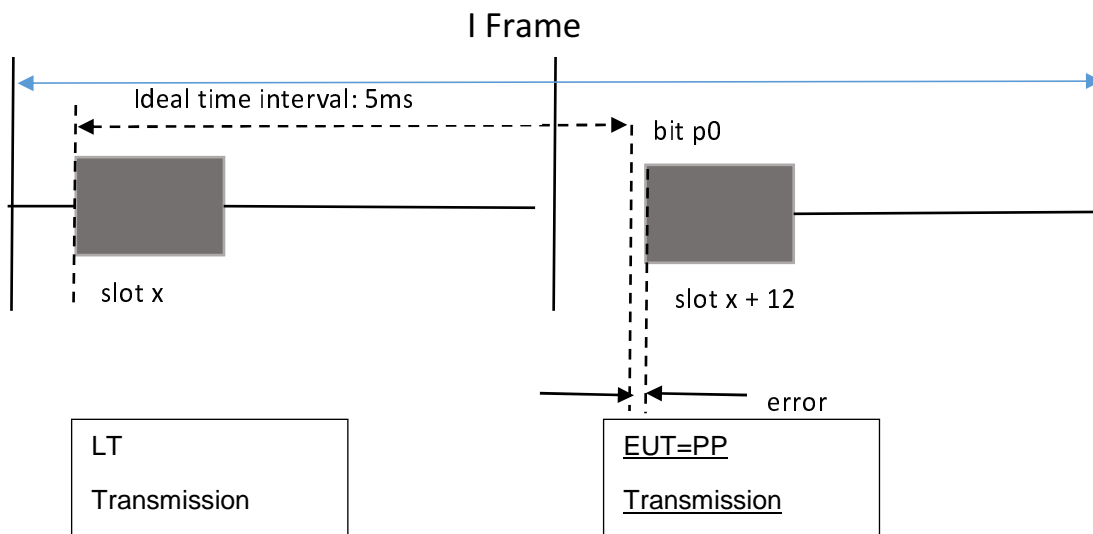 I Frame
Ideal time interval: 5ms
bit p0
slot x
slot x + 12
error
LT
Transmission
EUT=PP
Transmission